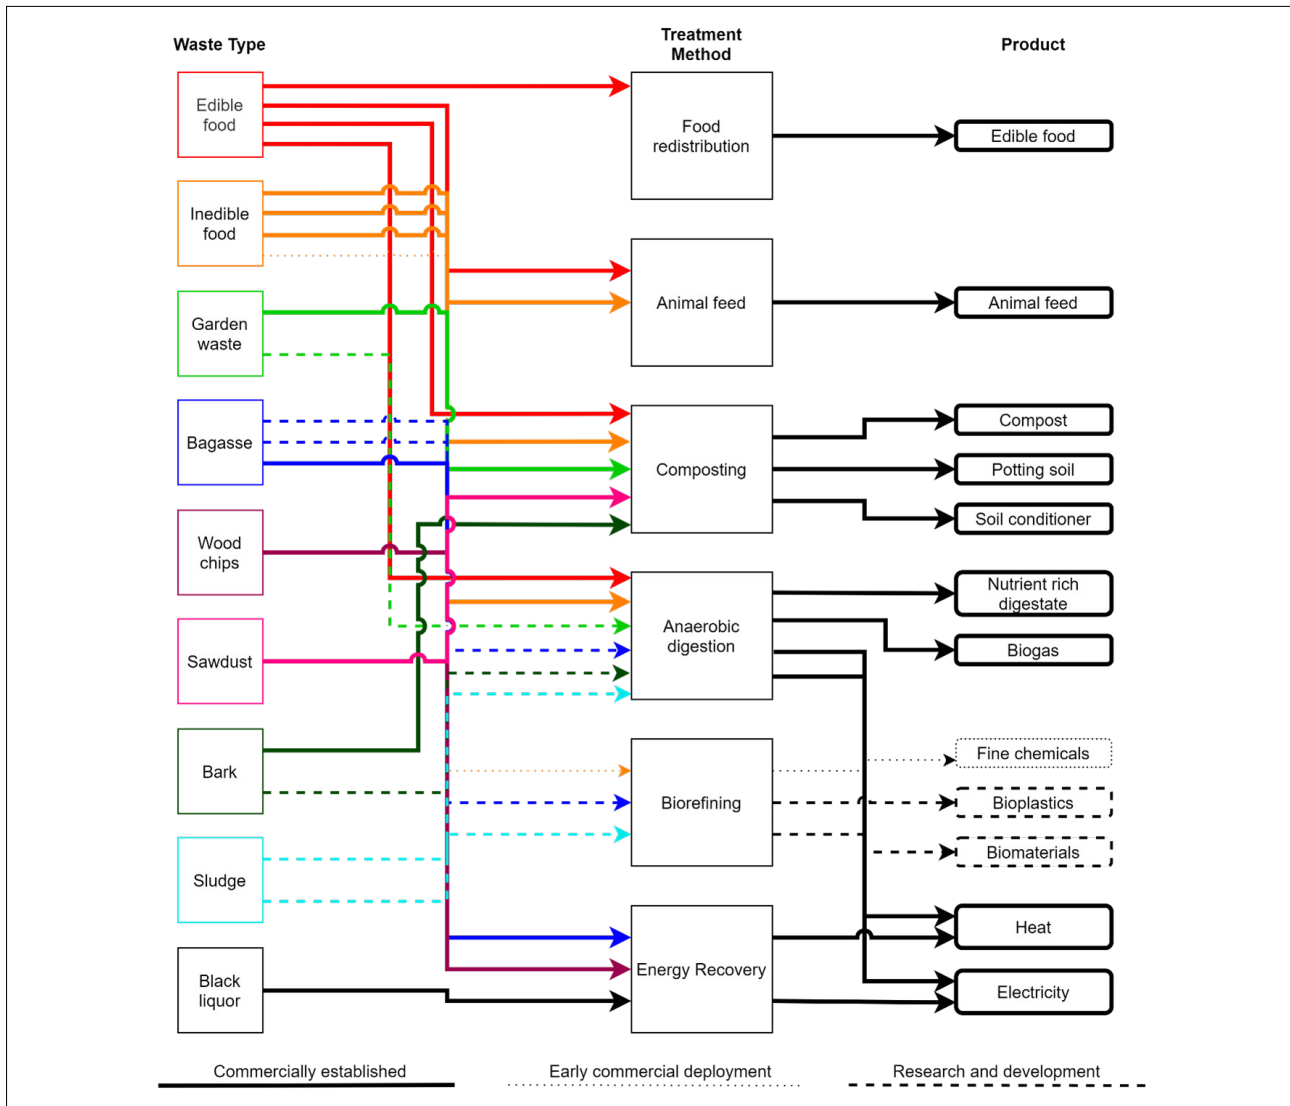 Waste Type
Treatment
Method
Product
Edible
food
Food
redistribution
Edible food
Inedible
food
Animal feed
Animal feed
Garden
waste
Bagasse
Composting
Compost
Potting soil
Soil conditioner
Wood
chips
Anaerobic
digestion
Nutrient rich
digestate
Biogas
Sawdust
Bark
Biorefining
Fine chemicals
Bioplastics
Biomaterials
Sludge
Energy Recovery
Heat
Electricity
Black
liquor
Commercially established
Early commercial deployment
Research and development